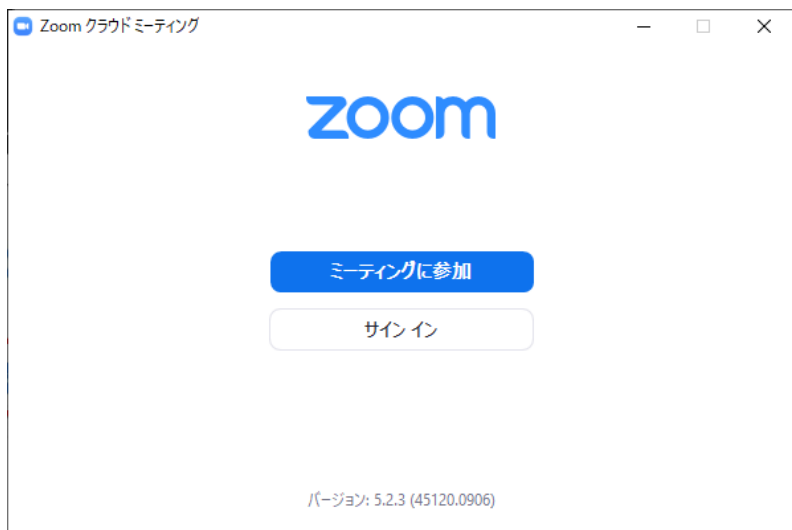 Zoom クラウド ミーティング
zoom
ミーティングに参加
サイン イン
バージョン: 5.2.3 (45120.0906)